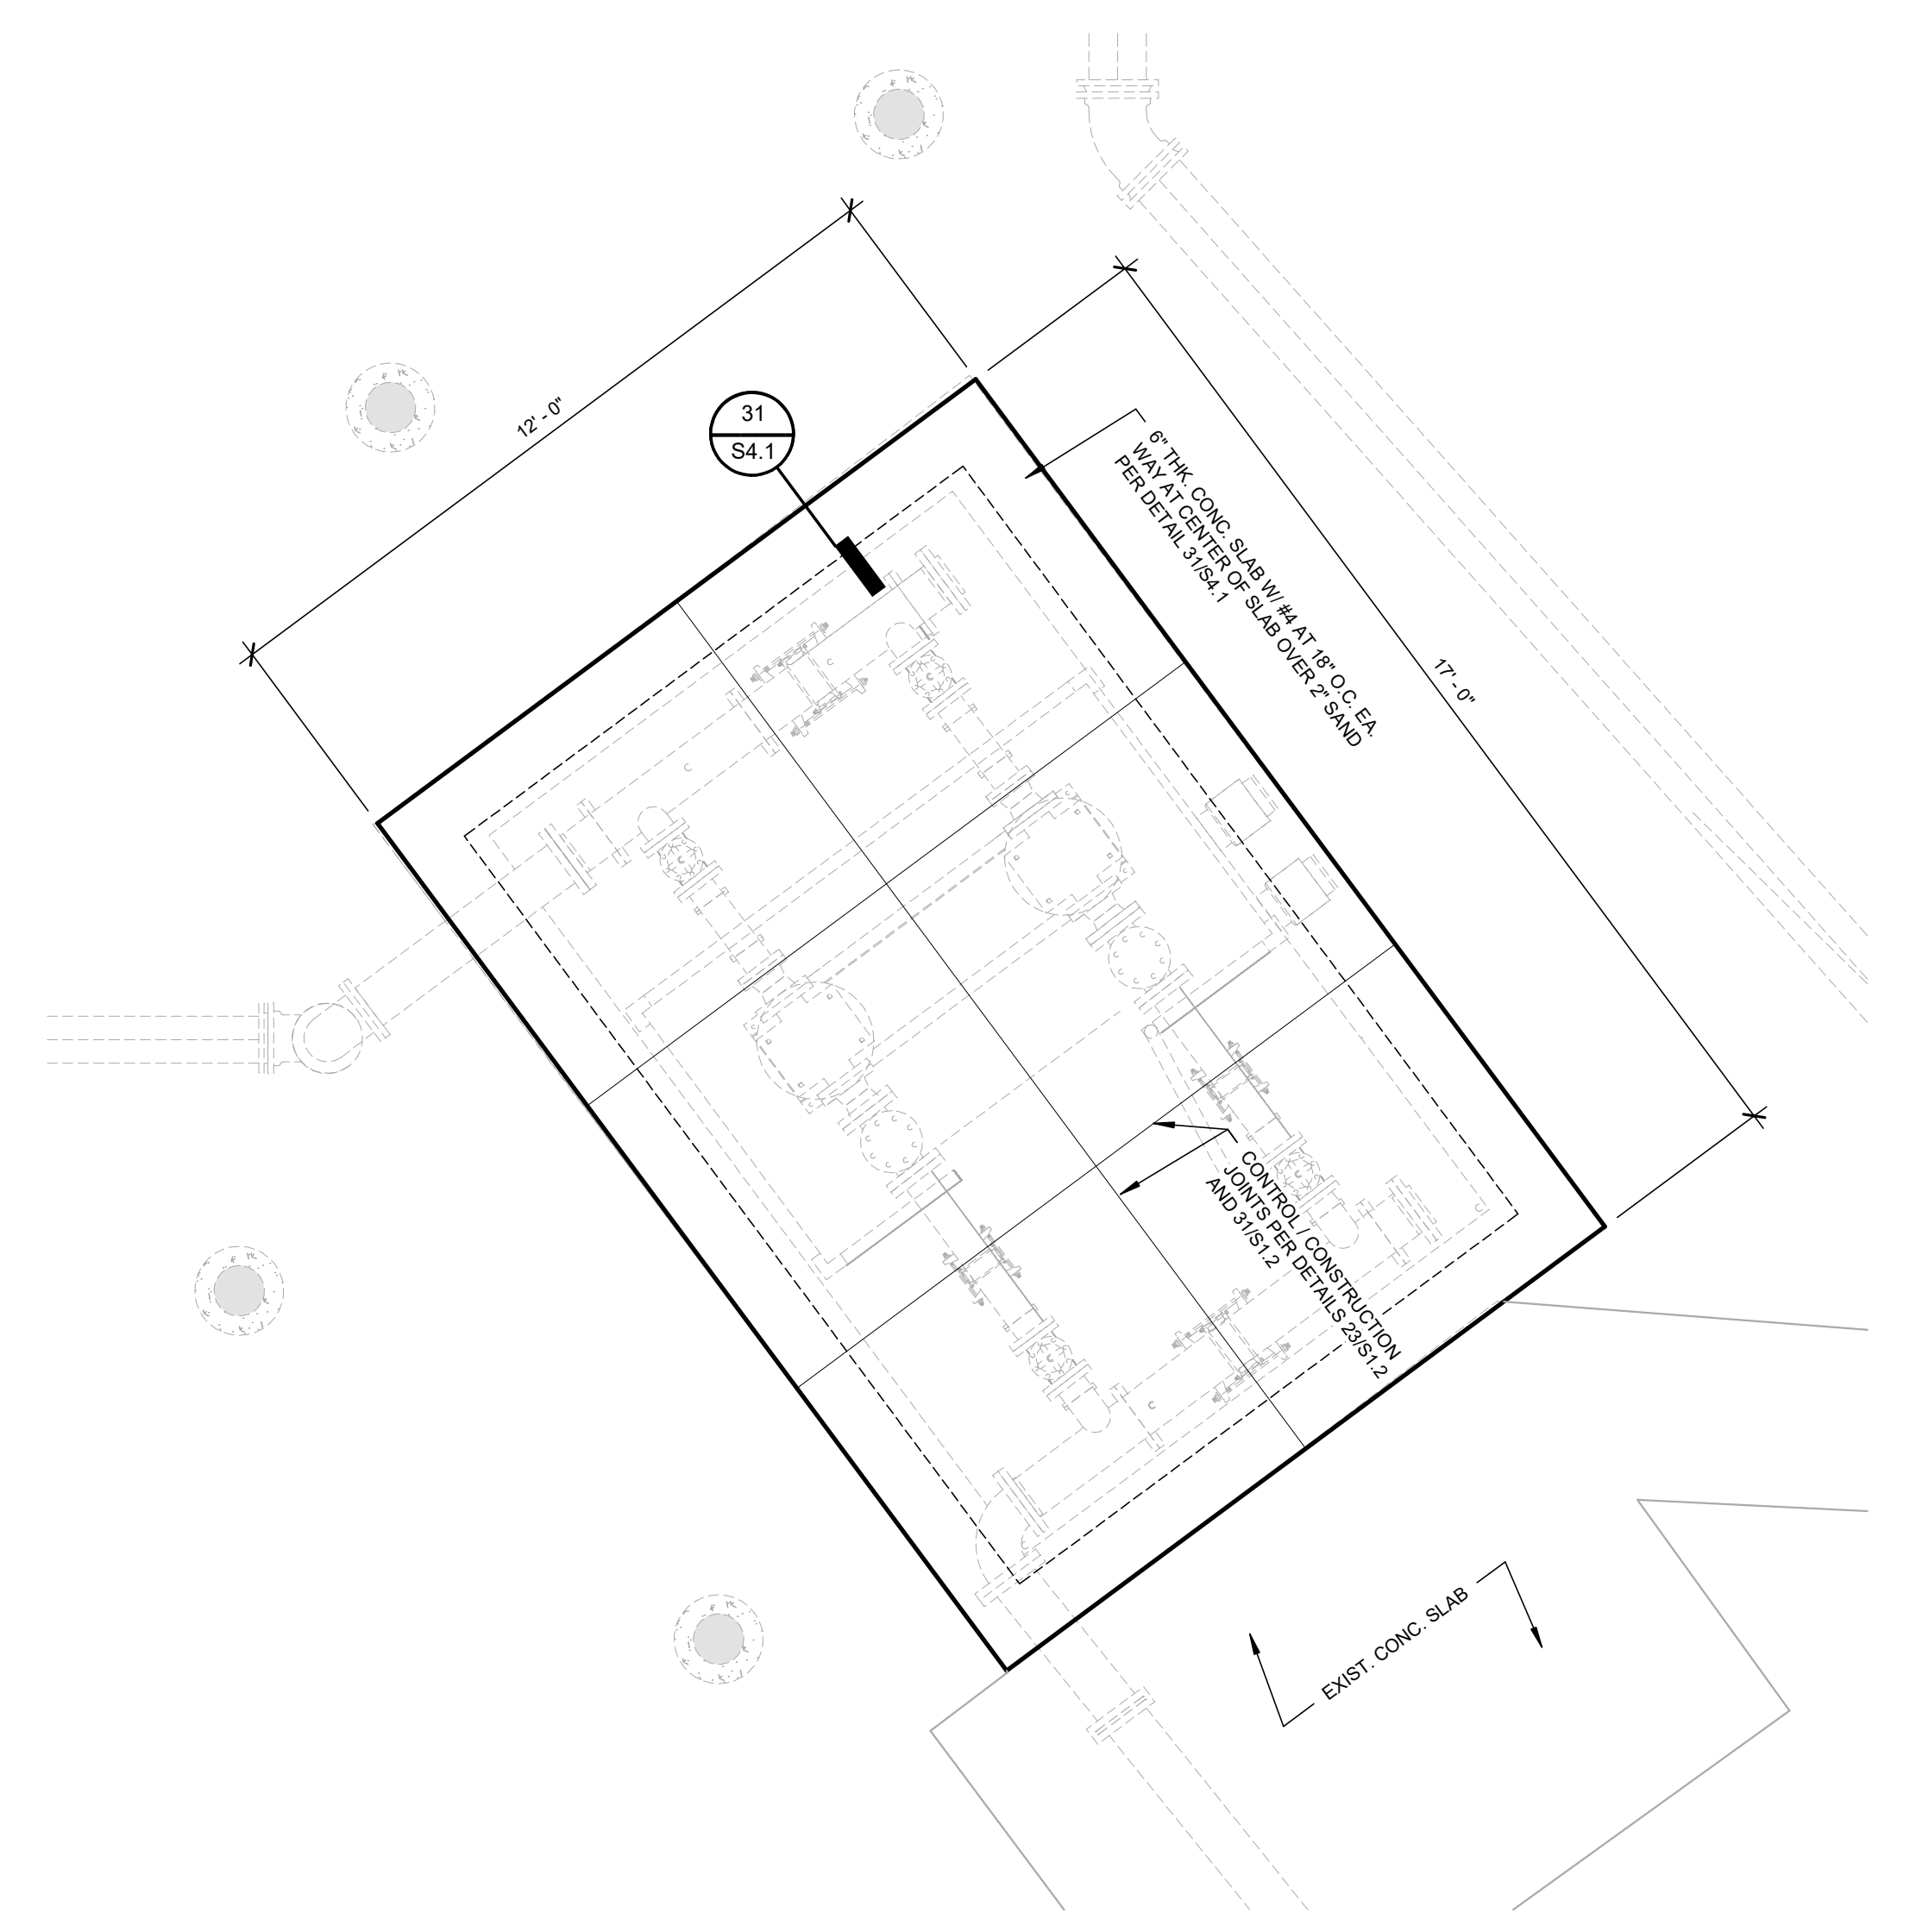 12' - 0"
31
S4.1
6" THK. CONC. SLAB W/ #4 AT 18" O.C. EA.
WAY AT CENTER OF SLAB OVER 2" SAND
PER DETAIL 31/S4.1
17' - 0"
CONTROL / CONSTRUCTION
JOINTS PER DETAILS 23/S1.2
AND 31/S1.2
EXIST. CONC. SLAB